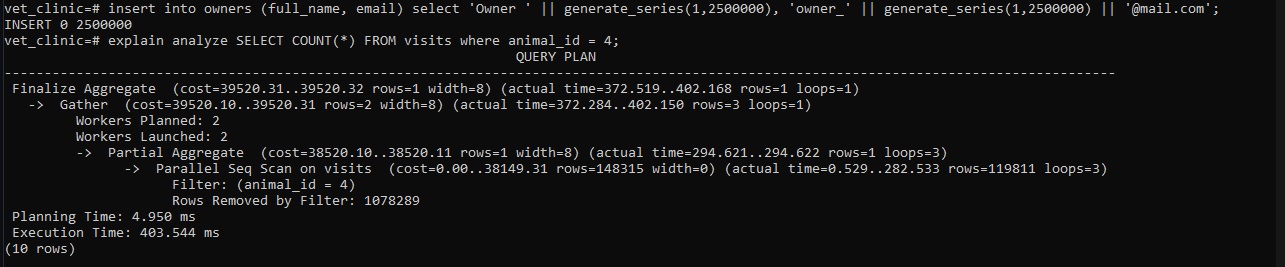 vet_clinic=# insert into owners (full_name, email) select 'Owner ' || generate_series(1,2500000), 'owner_' || generate_series(1,2500000) || '@mail.com';
INSERT 0 2500000
vet_clinic=# explain analyze SELECT COUNT(*) FROM visits where animal_id = 4;
QUERY PLAN
-------------------------------------------------------------------------------------------------------------------------------------------
Finalize Aggregate  (cost=39520.31..39520.32 rows=1 width=8) (actual time=372.519..402.168 rows=1 loops=1)
->  Gather  (cost=39520.10..39520.31 rows=2 width=8) (actual time=372.284..402.150 rows=3 loops=1)
Workers Planned: 2
Workers Launched: 2
->  Partial Aggregate  (cost=38520.10..38520.11 rows=1 width=8) (actual time=294.621..294.622 rows=1 loops=3)
->  Parallel Seq Scan on visits  (cost=0.00..38149.31 rows=148315 width=0) (actual time=0.529..282.533 rows=119811 loops=3)
Filter: (animal_id = 4)
Rows Removed by Filter: 1078289
Planning Time: 4.950 ms
Execution Time: 403.544 ms
(10 rows)